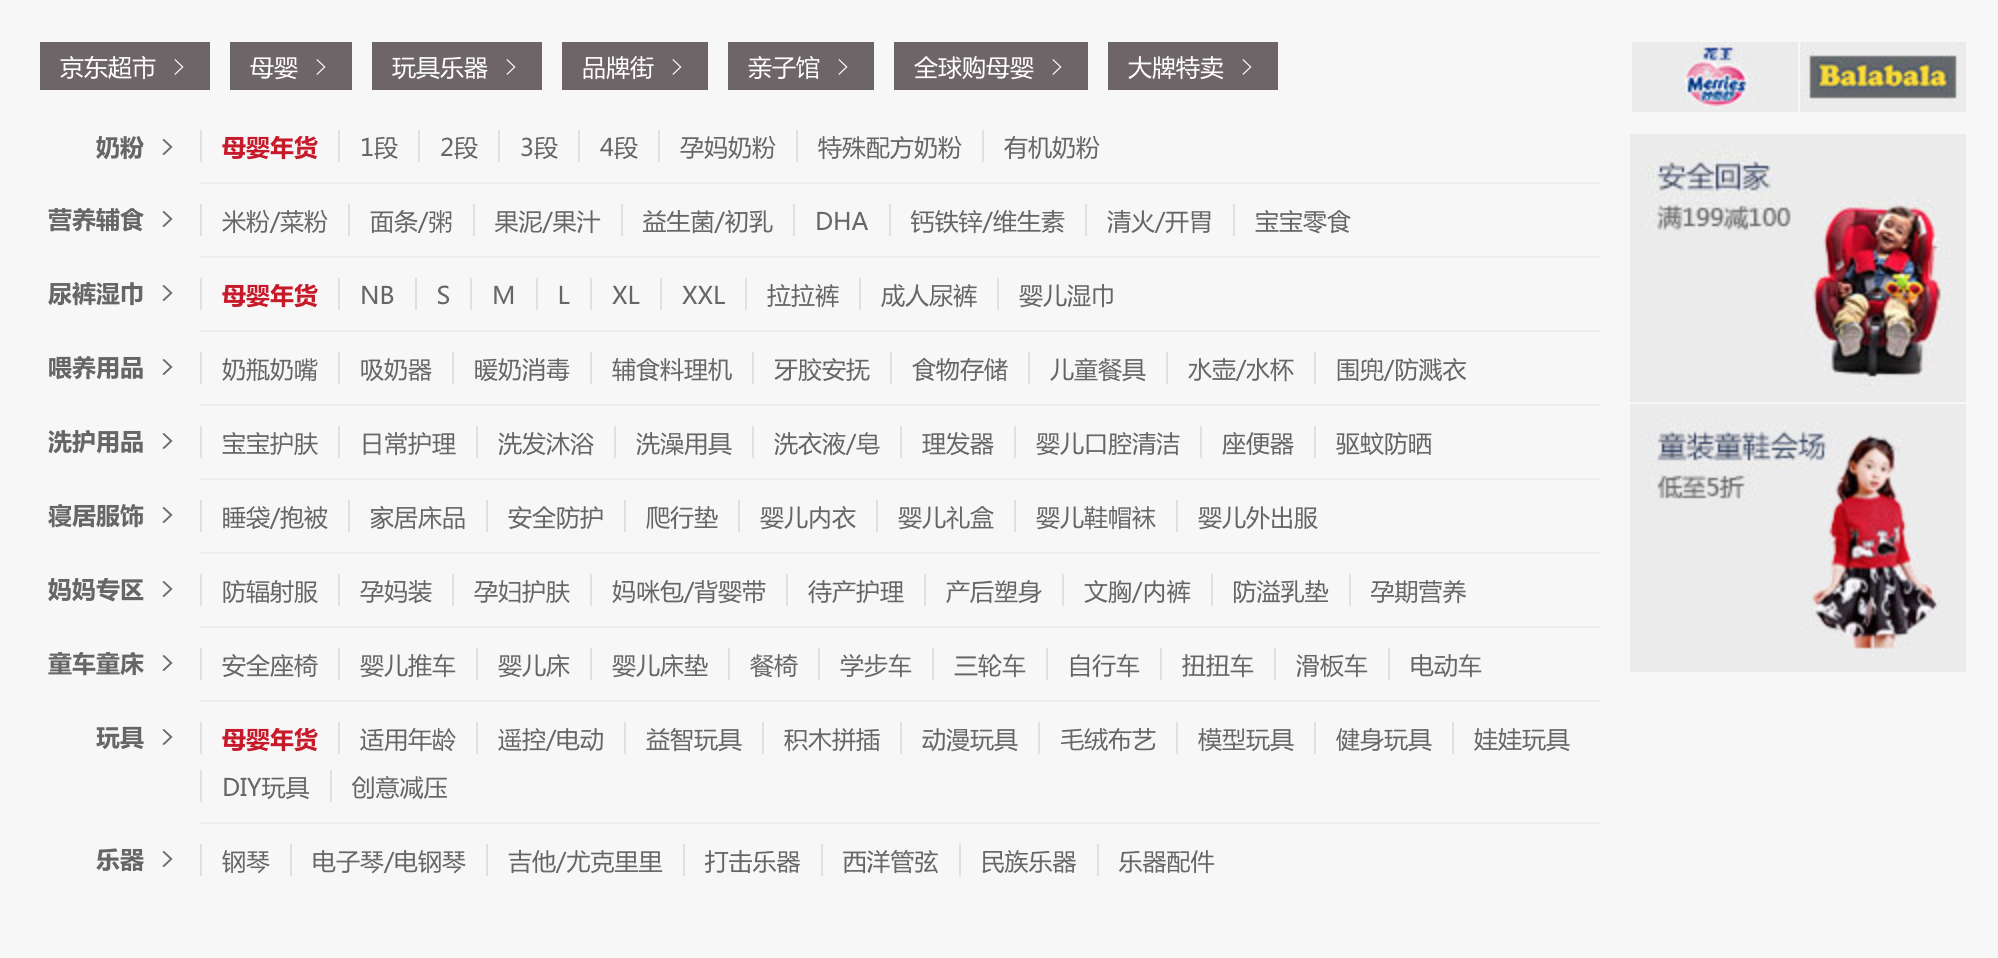 京东超市 母婴 玩具乐器 品牌街 亲子馆 全球购母婴 大牌特卖
奶粉 母婴年货 1段 2段 3段 4段 孕妈奶粉 特殊配方奶粉 有机奶粉
营养辅食 米粉/菜粉 面条/粥 果泥/果汁 益生菌/初乳 DHA 钙铁锌/维生素 清火/开胃 宝宝零食
尿裤湿巾 母婴年货 NB S M L XL XXL 拉拉裤 成人尿裤 婴儿湿巾
喂养用品 奶瓶奶嘴 吸奶器 暖奶消毒 辅食料理机 牙胶安抚 食物存储 儿童餐具 水壶/水杯 围兜/防溅衣
洗护用品 宝宝护肤 日常护理 洗发沐浴 洗澡用具 洗衣液/皂 理发器 婴儿口腔清洁 座便器 驱蚊防晒
寝居服饰 睡袋/抱被 家居床品 安全防护 爬行垫 婴儿内衣 婴儿礼盒 婴儿鞋帽袜 婴儿外出服
妈妈专区 防辐射服 孕妈装 孕妇护肤 妈咪包/背婴带 待产护理 产后塑身 文胸/内裤 防溢乳垫 孕期营养
童车童床 安全座椅 婴儿推车 婴儿床 婴儿床垫 餐椅 学步车 三轮车 自行车 扭扭车 滑板车 电动车
玩具 母婴年货 适用年龄 遥控/电动 益智玩具 积木拼插 动漫玩具 毛绒布艺 模型玩具 健身玩具 娃娃玩具
DIY玩具 创意减压
乐器 钢琴 电子琴/电钢琴 吉他/尤克里里 打击乐器 西洋管弦 民族乐器 乐器配件
花王
Merries
妙而舒
Balabala
安全回家
满199减100
童装童鞋会场
低至5折